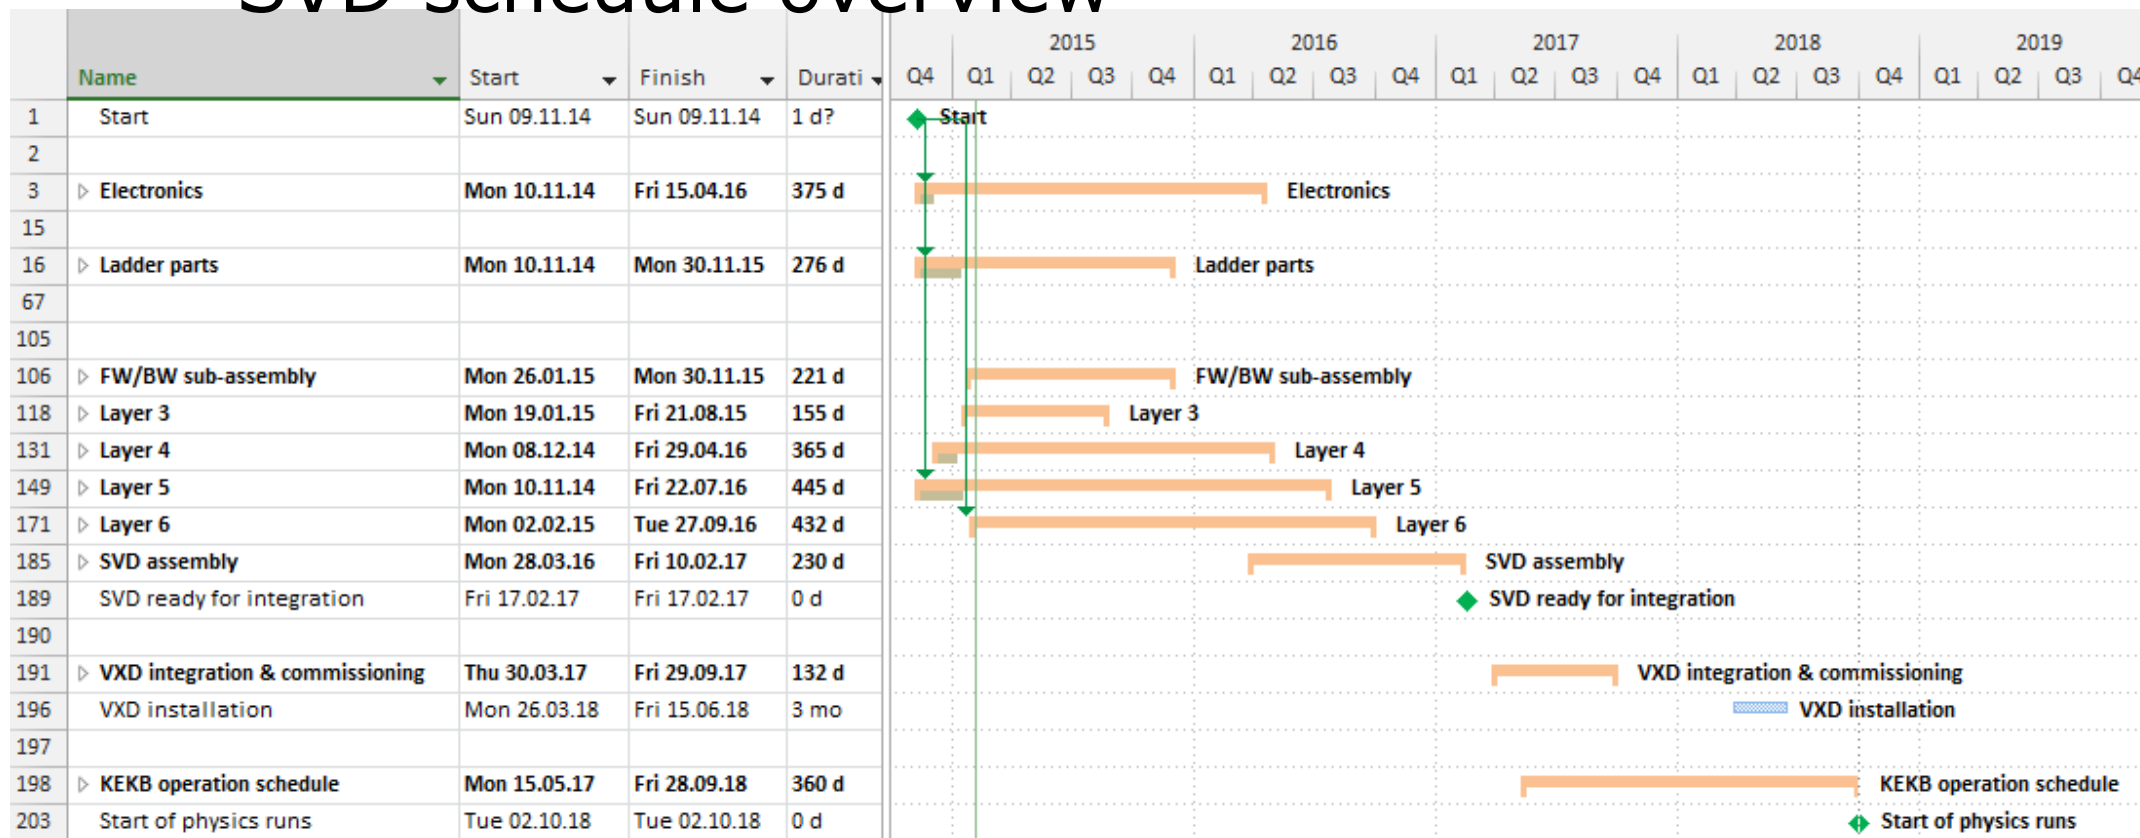 SVD schedule overview
2015 2016 2017 2018 2019
Name Start Finish Durati Q4 Q1 Q2 Q3 Q4 Q1 Q2 Q3 Q4 Q1 Q2 Q3 Q4 Q1 Q2 Q3 Q4 Q1 Q2 Q3 Q4
1 Start Sun 09.11.14 Sun 09.11.14 1 d? Start
2
3 Electronics Mon 10.11.14 Fri 15.04.16 375 d Electronics
15
16 Ladder parts Mon 10.11.14 Mon 30.11.15 276 d Ladder parts
67
105
106 FW/BW sub-assembly Mon 26.01.15 Mon 30.11.15 221 d FW/BW sub-assembly
118 Layer 3 Mon 19.01.15 Fri 21.08.15 155 d Layer 3
131 Layer 4 Mon 08.12.14 Fri 29.04.16 365 d Layer 4
149 Layer 5 Mon 10.11.14 Fri 22.07.16 445 d Layer 5
171 Layer 6 Mon 02.02.15 Tue 27.09.16 432 d Layer 6
185 SVD assembly Mon 28.03.16 Fri 10.02.17 230 d SVD assembly
189 SVD ready for integration Fri 17.02.17 Fri 17.02.17 0 d SVD ready for integration
190
191 VXD integration & commissioning Thu 30.03.17 Fri 29.09.17 132 d VXD integration & commissioning
196 VXD installation Mon 26.03.18 Fri 15.06.18 3 mo VXD installation
197
198 KEKB operation schedule Mon 15.05.17 Fri 28.09.18 360 d KEKB operation schedule
203 Start of physics runs Tue 02.10.18 Tue 02.10.18 0 d Start of physics runs